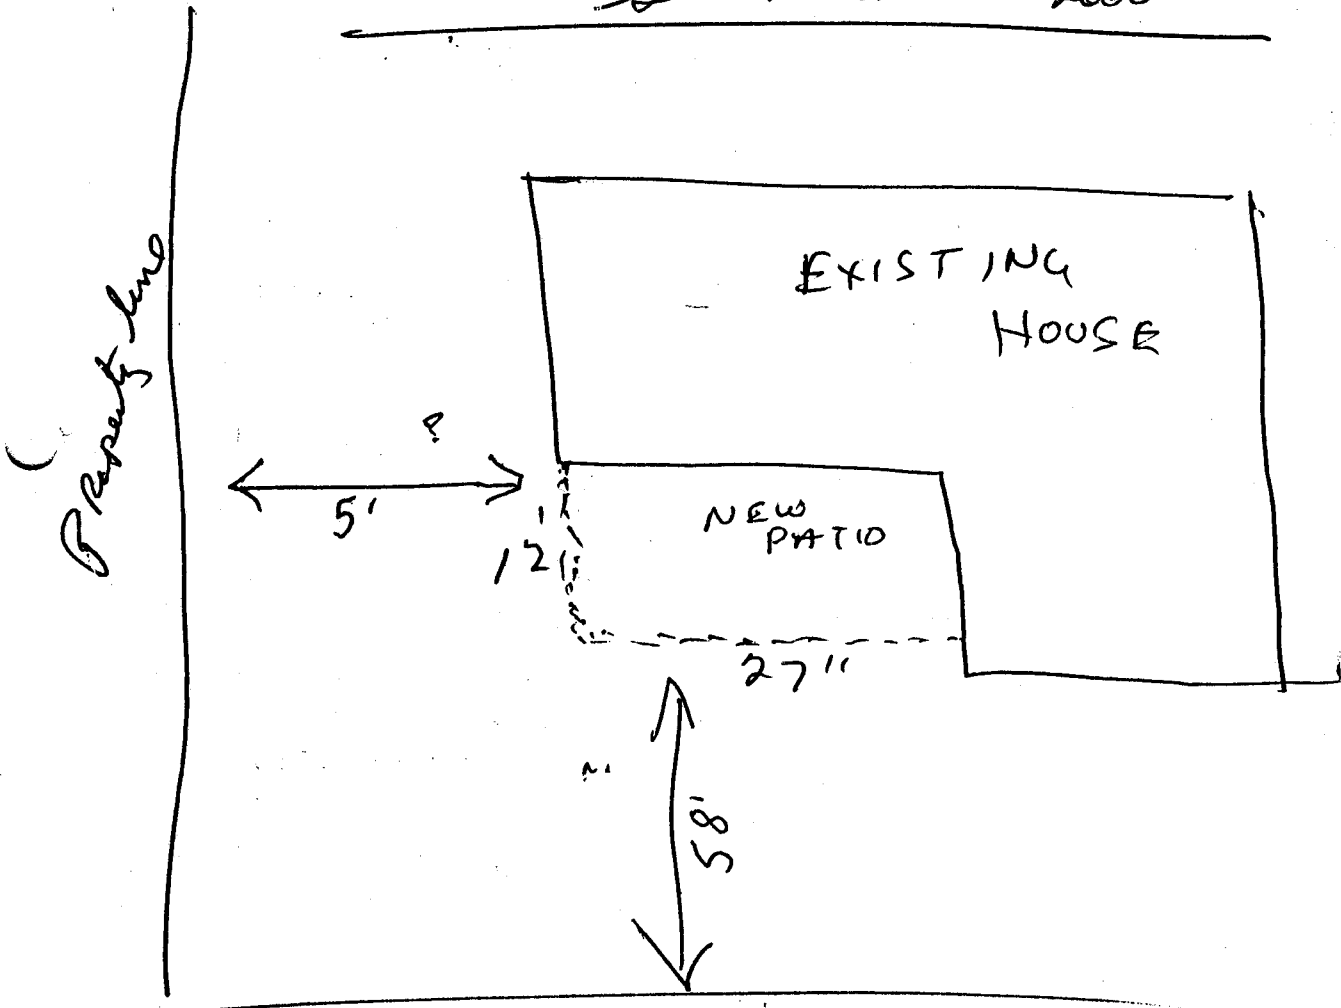 EXISTING
HOUSE
Property line
?
5'
12'
NEW
PATIO
27"
58'